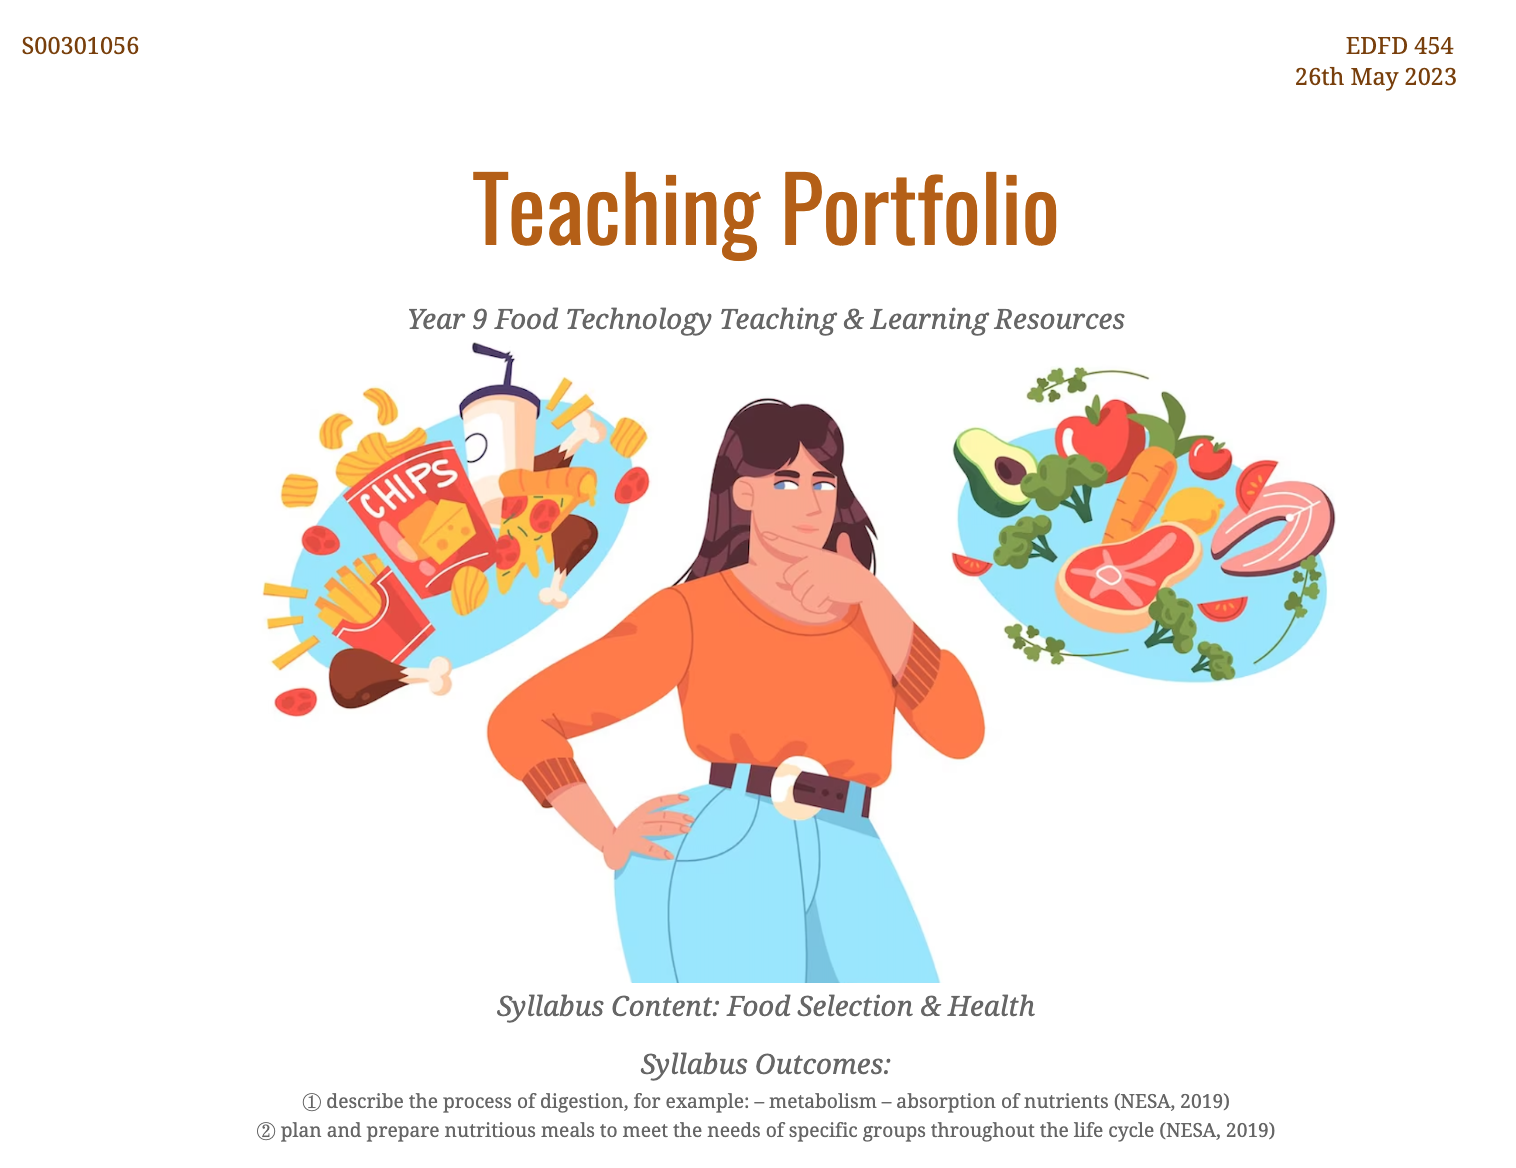 S00301056
EDFD 454
26th May 2023
Teaching Portfolio
Year 9 Food Technology Teaching & Learning Resources
CHIPS
Syllabus Content: Food Selection & Health
Syllabus Outcomes:
① describe the process of digestion, for example: – metabolism – absorption of nutrients (NESA, 2019)
② plan and prepare nutritious meals to meet the needs of specific groups throughout the life cycle (NESA, 2019)